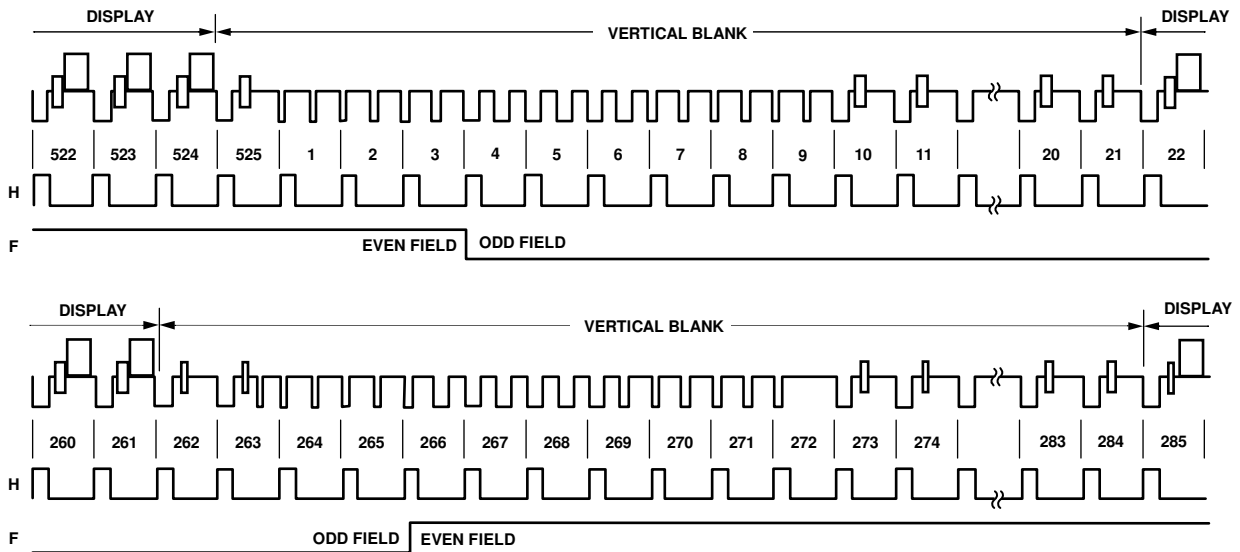 DISPLAY VERTICAL BLANK DISPLAY
522 523 524 525 1 2 3 4 5 6 7 8 9 10 11 20 21 22
H
F EVEN FIELD ODD FIELD
DISPLAY VERTICAL BLANK DISPLAY
260 261 262 263 264 265 266 267 268 269 270 271 272 273 274 283 284 285
H
F ODD FIELD EVEN FIELD